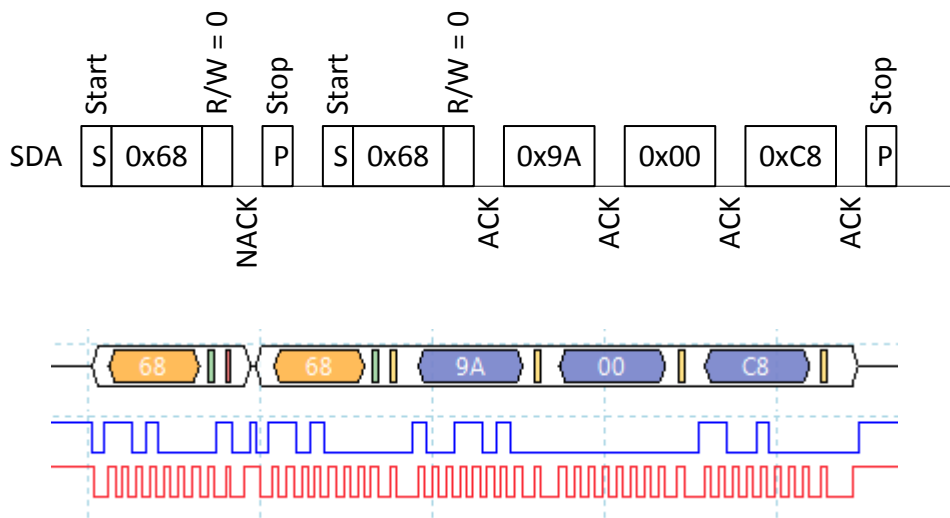 Start R/W = 0 Stop Start R/W = 0 Stop
SDA S 0x68 P S 0x68 0x9A 0x00 0xC8 P
NACK ACK ACK ACK ACK
68 68 9A 00 C8